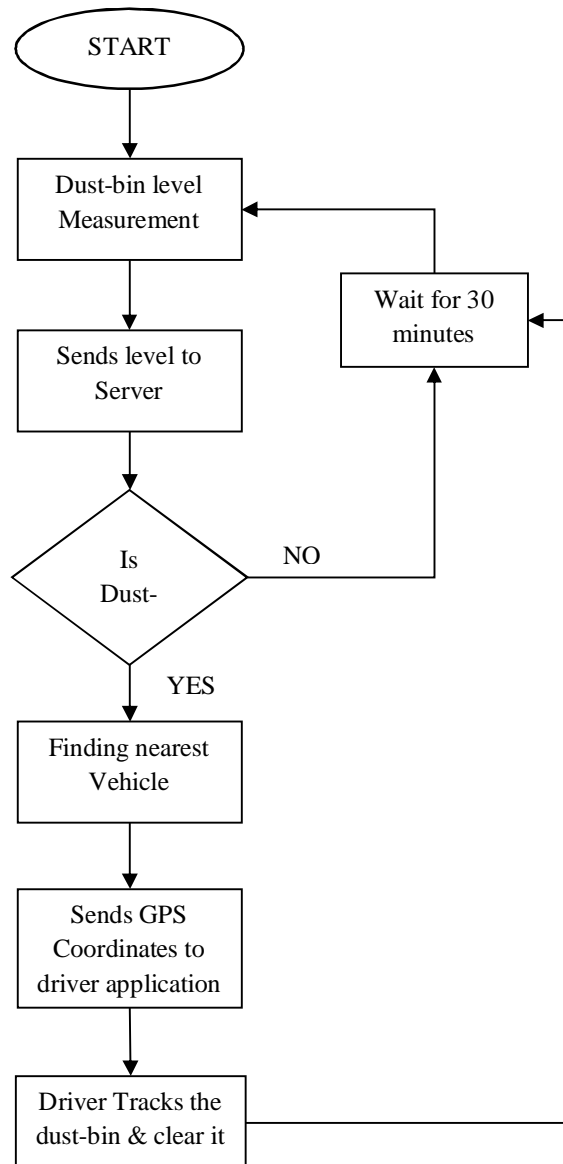 START
Dust-bin level
Measurement
Wait for 30
minutes
Sends level to
Server
Is
Dust-
NO
YES
Finding nearest
Vehicle
Sends GPS
Coordinates to
driver application
Driver Tracks the
dust-bin & clear it